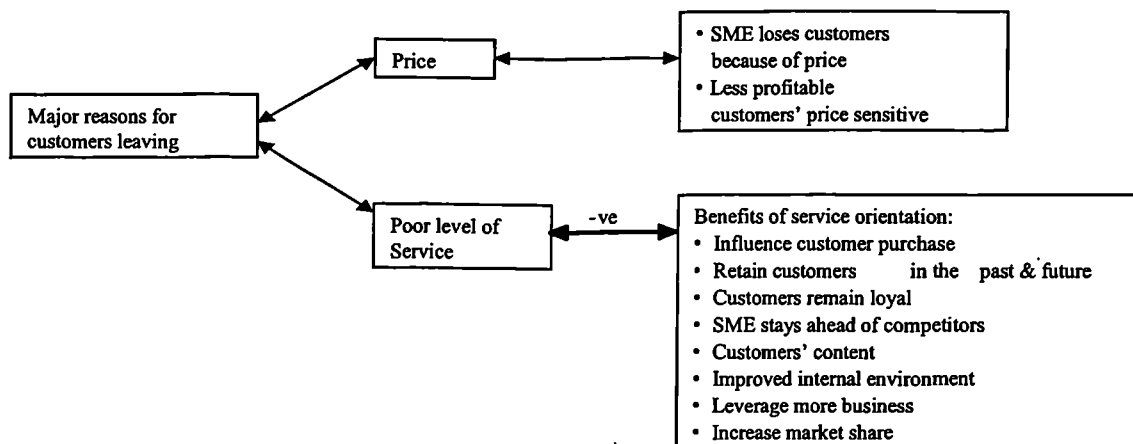 Price
• SME loses customers
because of price
• Less profitable
customers' price sensitive
Major reasons for
customers leaving
Poor level of
Service
-ve
Benefits of service orientation:
• Influence customer purchase
• Retain customers in the past & future
• Customers remain loyal
• SME stays ahead of competitors
• Customers' content
• Improved internal environment
• Leverage more business
• Increase market share